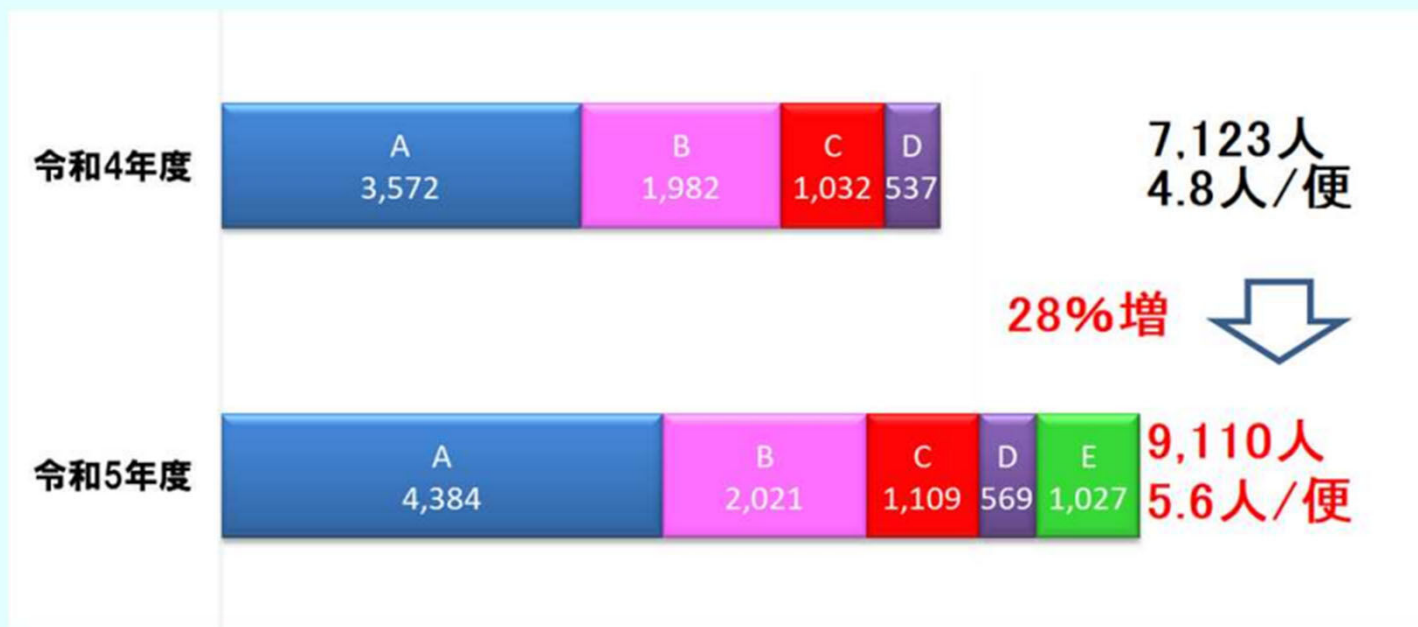 令和4年度
A
3,572
B
1,982
C
1,032
D
537
7,123人
4.8人/便
28%増
令和5年度
A
4,384
B
2,021
C
1,109
D
569
E
1,027
9,110人
5.6人/便